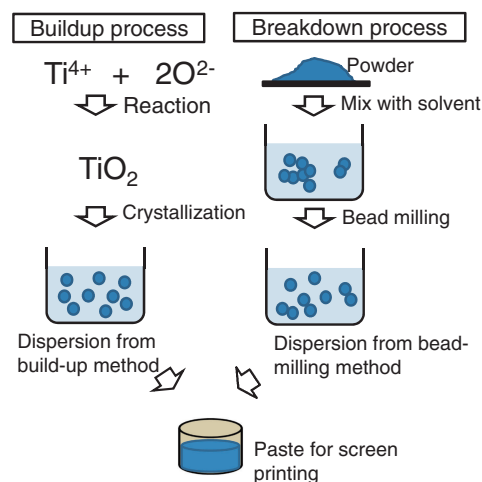 Buildup process
Ti⁴⁺ + 2O²⁻
Reaction
TiO₂
Crystallization
Dispersion from
build-up method
Breakdown process
Powder
Mix with solvent
Bead milling
Dispersion from bead-
milling method
Paste for screen
printing